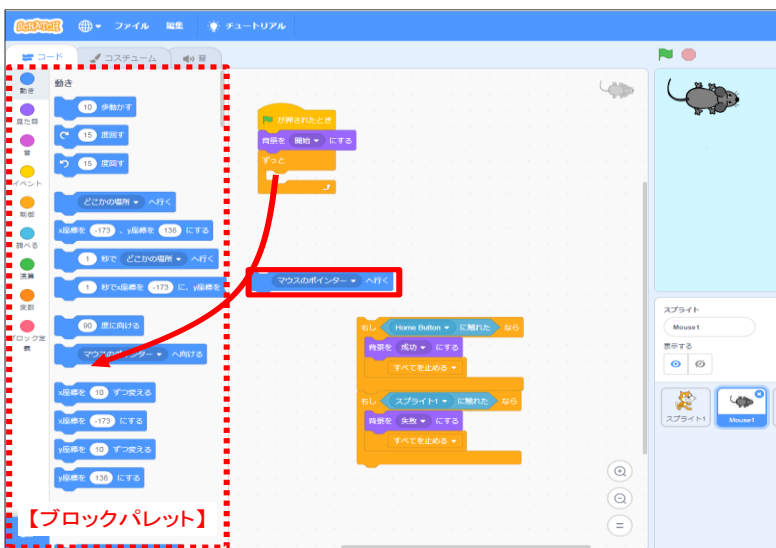 SCRATCH ファイル 編集 チュートリアル
コード コスチューム 音
動き
見た目
音
イベント
制御
調べる
演算
変数
ブロック定義
動き
10 歩動かす
15 度回す
15 度回す
どこかの場所 へ行く
x座標を -173 、y座標を 138 にする
1 秒で どこかの場所 へ行く
1 秒でx座標を -173 に、y座標を
90 度に向ける
マウスのポインター へ向ける
x座標を 10 ずつ変える
x座標を -173 にする
y座標を 10 ずつ変える
y座標を 138 にする
【ブロックパレット】
が押されたとき
背景を 開始 にする
ずっと
マウスのポインター へ行く
もし Home Button に触れた なら
背景を 成功 にする
すべてを止める
もし スプライト1 に触れた なら
背景を 失敗 にする
すべてを止める
スプライト
Mouse1
表示する
スプライト1
Mouse1